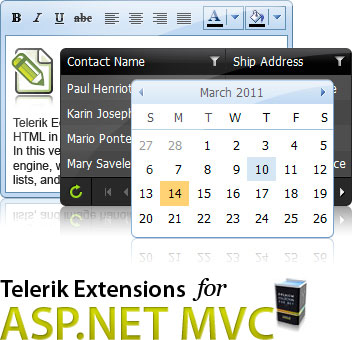 B I U abc A
Contact Name Ship Address
Paul Henriot
Karin Joseph
Mario Ponte
Mary Savele
March 2011
S M T W T F S
27 28 1 2 3 4 5
6 7 8 9 10 11 12
13 14 15 16 17 18 19
20 21 22 23 24 25 26
Telerik E
HTML in
In this ve
engine, w
lists, and
Telerik Extensions for
ASP.NET MVC